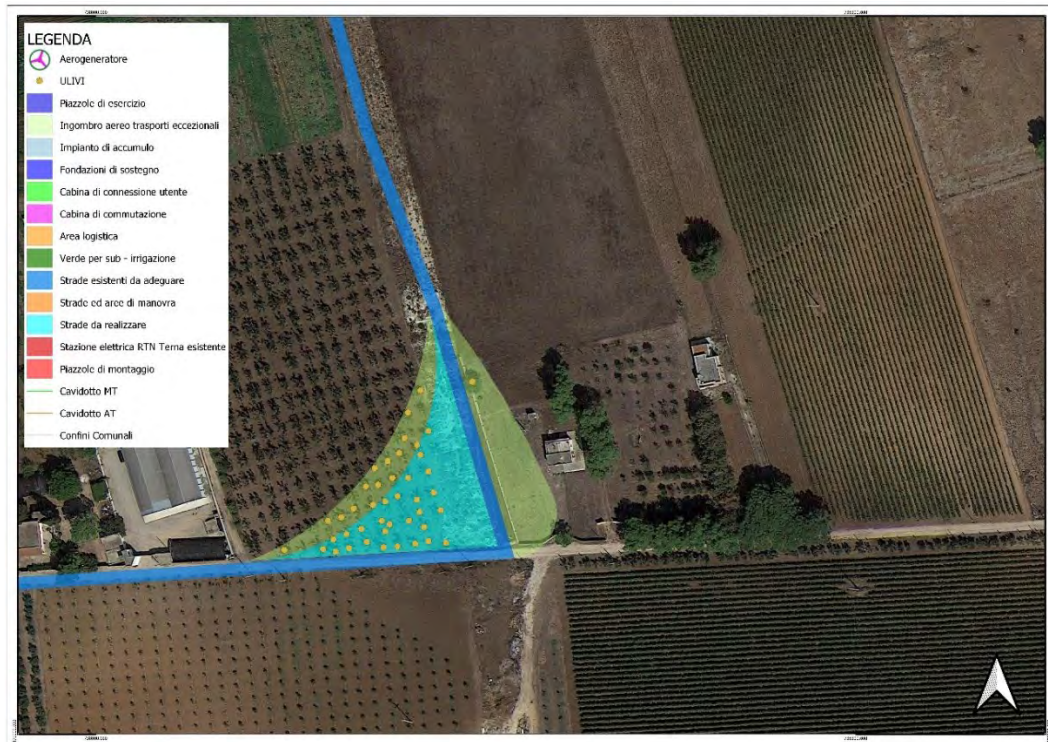 LEGENDA
Aerogeneratore
ULIVI
Piazzole di esercizio
Ingombro aereo trasporti eccezionali
Impianto di accumulo
Fondazioni di sostegno
Cabina di connessione utente
Cabina di commutazione
Area logistica
Verde per sub - irrigazione
Strade esistenti da adeguare
Strade ed aree di manovra
Strade da realizzare
Stazione elettrica RTN Terna esistente
Piazzole di montaggio
Cavidotto MT
Cavidotto AT
Confini Comunali